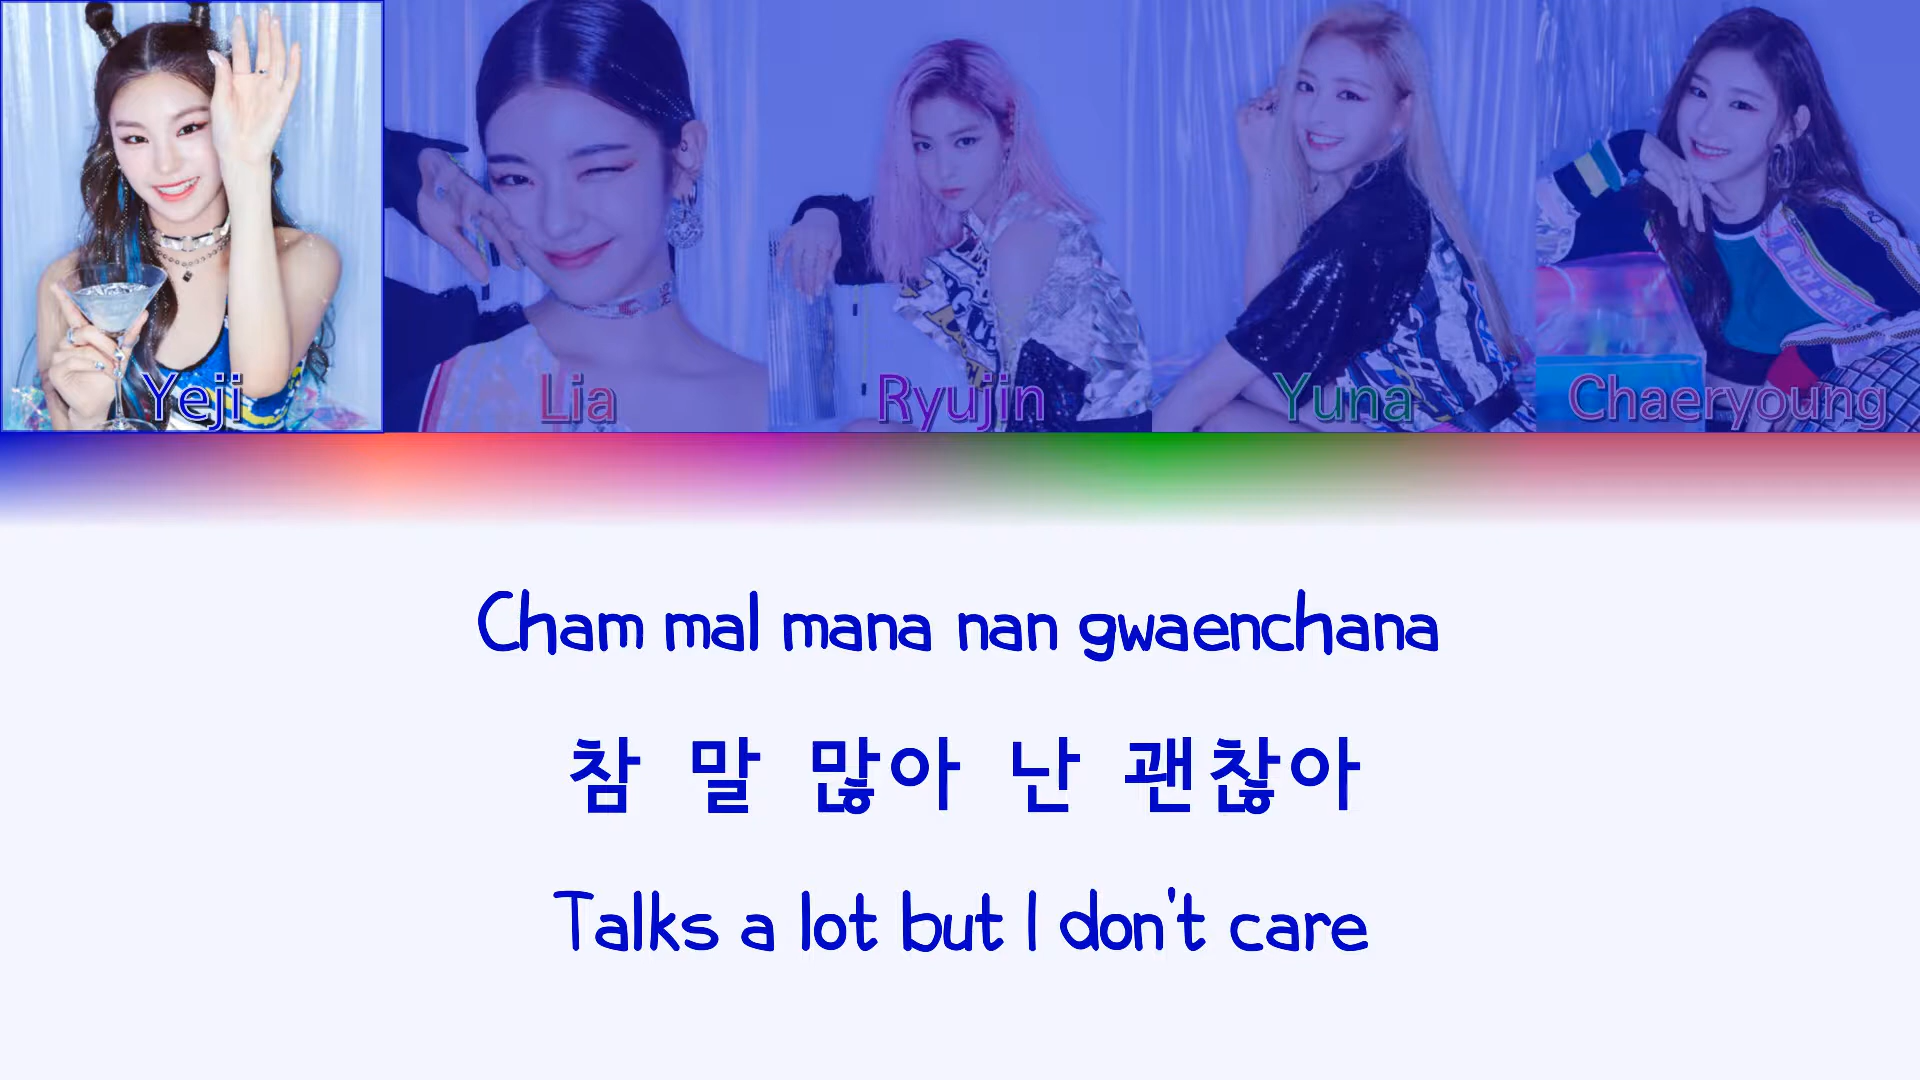 Yeji Lia Ryujin Yuna Chaeryoung
Cham mal mana nan gwaenchana
참 말 많아 난 괜찮아
Talks a lot but I don't care